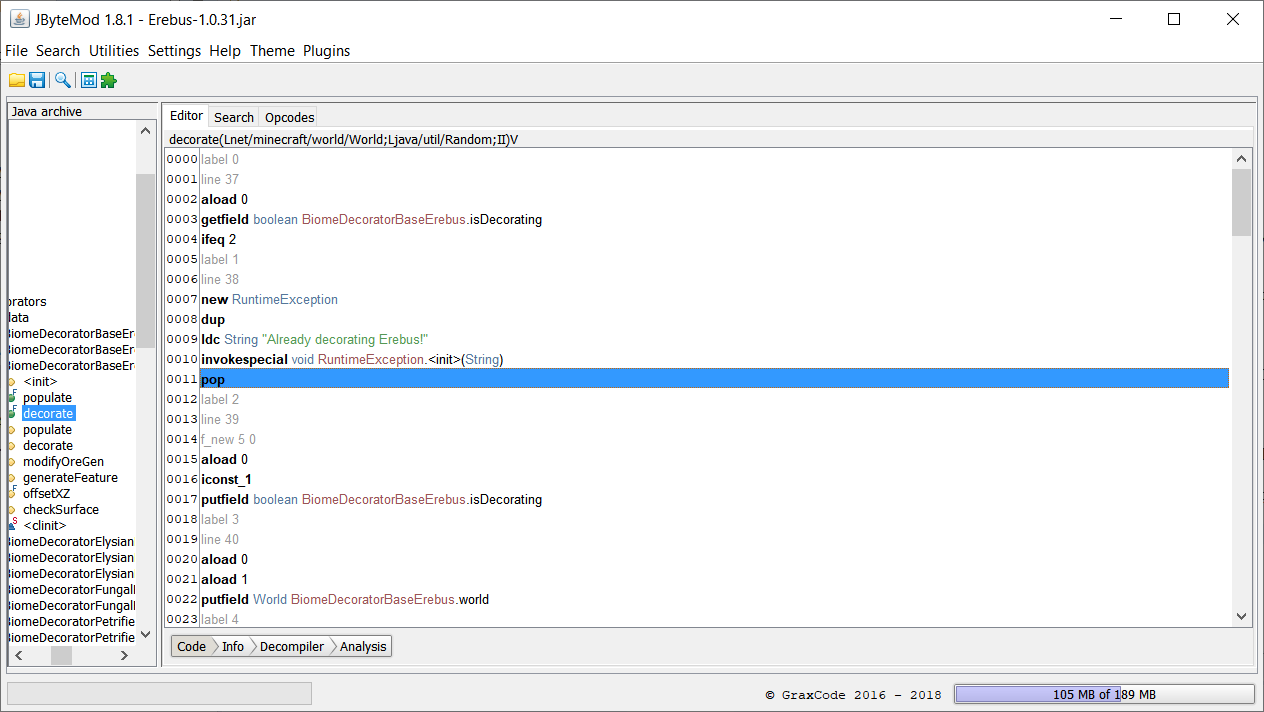 JByteMod 1.8.1 - Erebus-1.0.31.jar
File Search Utilities Settings Help Theme Plugins
Java archive
orators
data
BiomeDecoratorBaseEr
BiomeDecoratorBaseEr
BiomeDecoratorBaseEr
<init>
populate
decorate
populate
decorate
modifyOreGen
generateFeature
offsetXZ
checkSurface
<clinit>
BiomeDecoratorElysian
BiomeDecoratorElysian
BiomeDecoratorElysian
BiomeDecoratorFungal
BiomeDecoratorFungal
BiomeDecoratorPetrifie
BiomeDecoratorPetrifie
Editor Search Opcodes
decorate(Lnet/minecraft/world/World;Ljava/util/Random;II)V
0000 label 0
0001 line 37
0002 aload 0
0003 getfield boolean BiomeDecoratorBaseErebus.isDecorating
0004 ifeq 2
0005 label 1
0006 line 38
0007 new RuntimeException
0008 dup
0009 ldc String "Already decorating Erebus!"
0010 invokespecial void RuntimeException.<init>(String)
0011 pop
0012 label 2
0013 line 39
0014 f_new 5 0
0015 aload 0
0016 iconst_1
0017 putfield boolean BiomeDecoratorBaseErebus.isDecorating
0018 label 3
0019 line 40
0020 aload 0
0021 aload 1
0022 putfield World BiomeDecoratorBaseErebus.world
0023 label 4
Code Info Decompiler Analysis
© GraxCode 2016 - 2018
105 MB of 189 MB